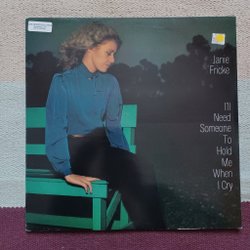 Janie
Fricke
I'll
Need
Someone
To
Hold
Me
When
I Cry